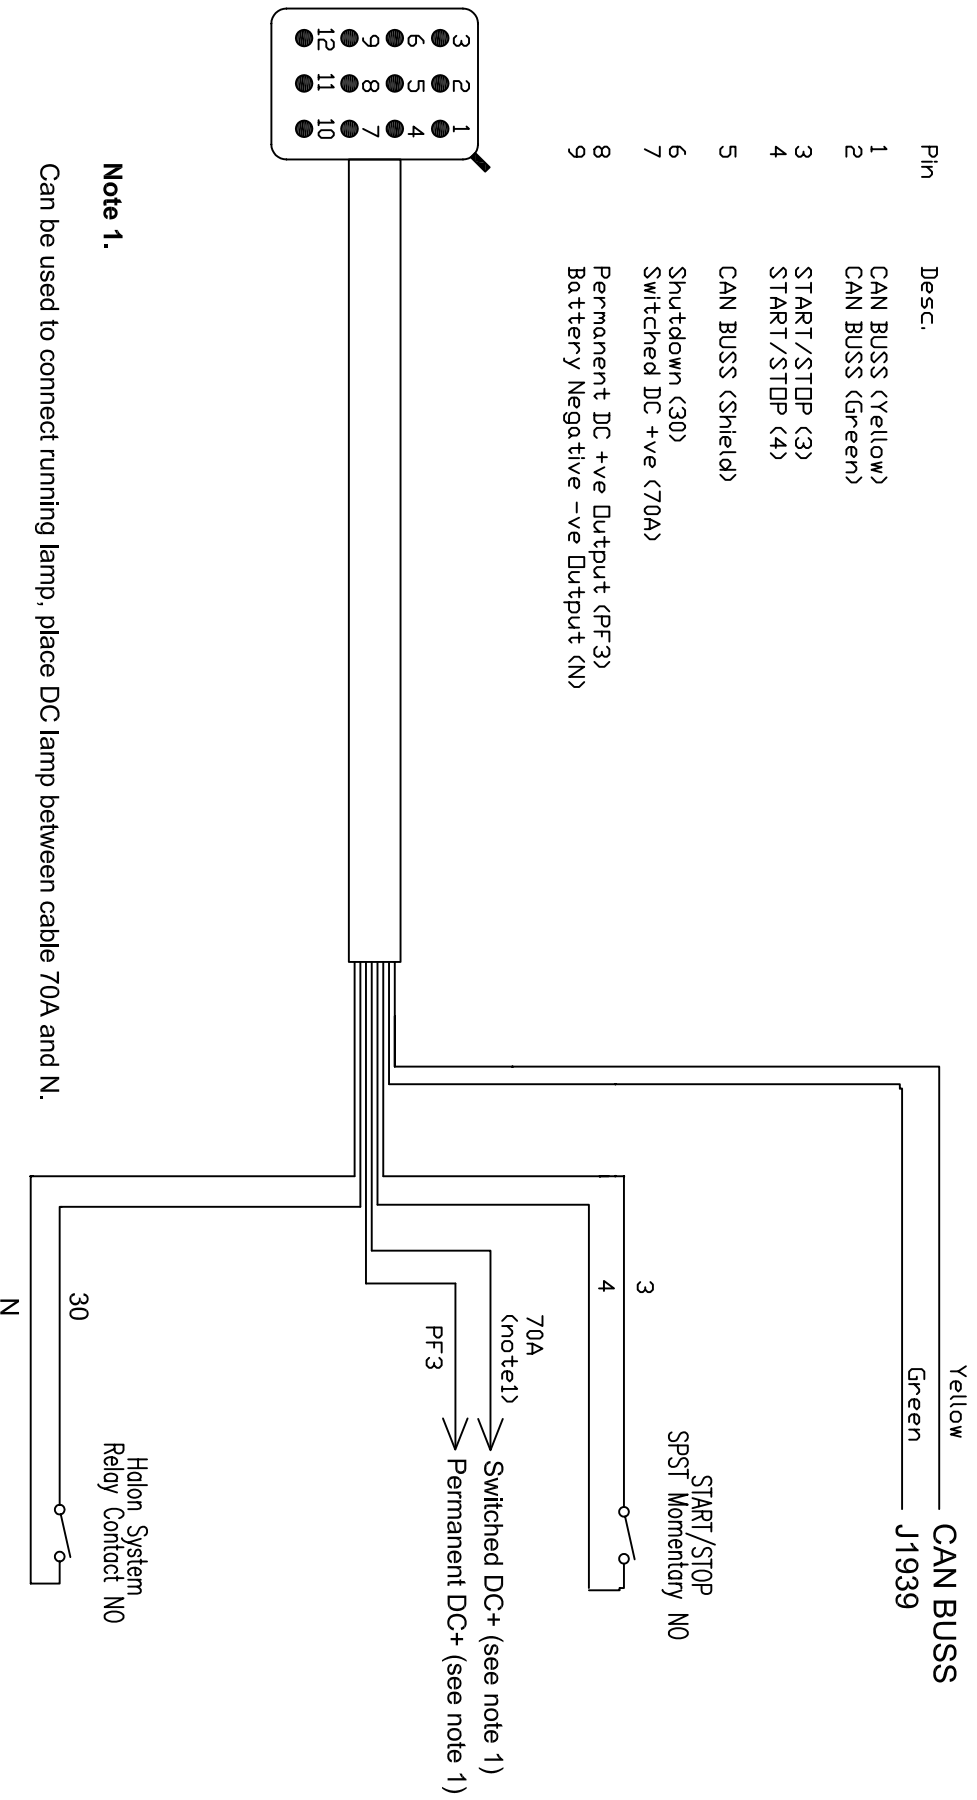 Pin Desc.
1 CAN BUSS (Yellow)
2 CAN BUSS (Green)
3 START/STOP (3)
4 START/STOP (4)
5 CAN BUSS (Shield)
6 Shutdown (30)
7 Switched DC +ve (70A)
8 Permanent DC +ve Output (PF3)
9 Battery Negative -ve Output (N)
3
2
1
6
5
4
9
8
7
12
11
10
Yellow
Green
CAN BUSS
J1939
3
4
START/STOP
SPST Momentary NO
70A
(note1)
PF3
Switched DC+ (see note 1)
Permanent DC+ (see note 1)
30
N
Halon System
Relay Contact NO
Note 1.
Can be used to connect running lamp, place DC lamp between cable 70A and N.